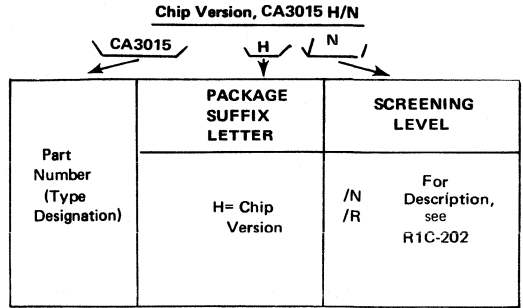 Chip Version, CA3015 H/N
CA3015 H / N /
PACKAGE
SUFFIX
LETTER
SCREENING
LEVEL
Part
Number
(Type
Designation)
H= Chip
Version
/N For
/R Description,
see
R1C-202